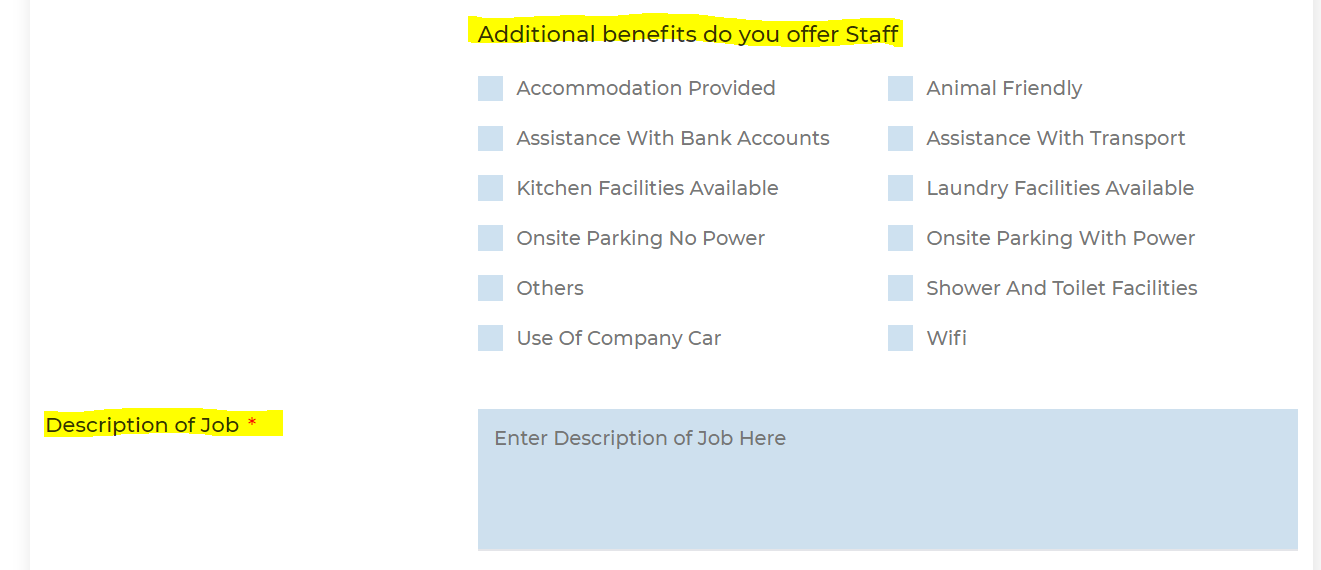 Additional benefits do you offer Staff
Accommodation Provided Animal Friendly
Assistance With Bank Accounts Assistance With Transport
Kitchen Facilities Available Laundry Facilities Available
Onsite Parking No Power Onsite Parking With Power
Others Shower And Toilet Facilities
Use Of Company Car Wifi
Description of Job *
Enter Description of Job Here